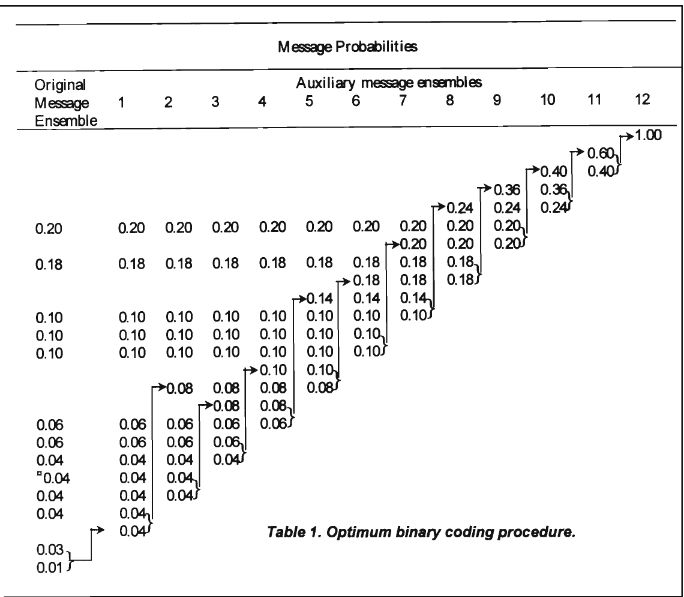 Message Probabilities
Original Auxiliary message ensembles
Message 1 2 3 4 5 6 7 8 9 10 11 12
Ensemble
1.00
0.60
0.40 0.40
0.36 0.36
0.24 0.24 0.24
0.20 0.20 0.20 0.20 0.20 0.20 0.20 0.20 0.20 0.20
0.20 0.20 0.20
0.18 0.18 0.18 0.18 0.18 0.18 0.18 0.18 0.18
0.18 0.18 0.18
0.14 0.14 0.14
0.10 0.10 0.10 0.10 0.10 0.10 0.10 0.10
0.10 0.10 0.10 0.10 0.10 0.10 0.10
0.10 0.10 0.10 0.10 0.10 0.10 0.10
0.10 0.10
0.08 0.08 0.08 0.08
0.08 0.08
0.06 0.06 0.06 0.06 0.06
0.06 0.06 0.06 0.06
0.04 0.04 0.04 0.04
0.04 0.04 0.04
0.04 0.04 0.04
0.04 0.04
0.04 Table 1. Optimum binary coding procedure.
0.03
0.01